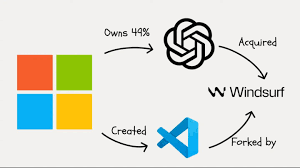 Owns 49%
Acquired
Windsurf
Created
Forked by